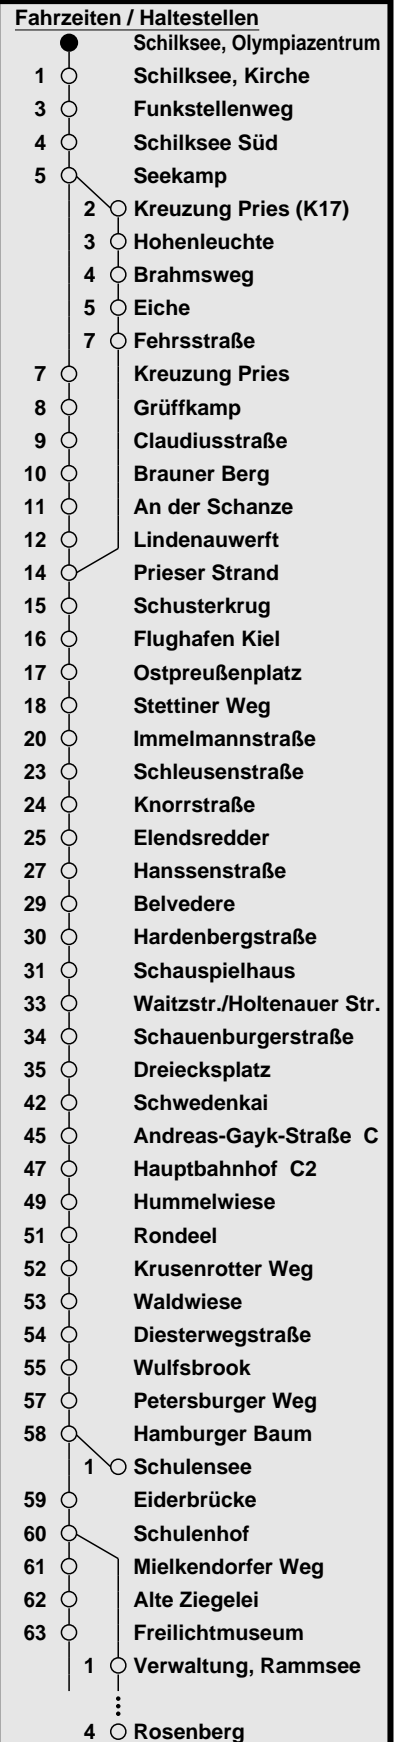 Fahrzeiten / Haltestellen
Schilksee, Olympiazentrum
1 Schilksee, Kirche
3 Funkstellenweg
4 Schilksee Süd
5 Seekamp
2 Kreuzung Pries (K17)
3 Hohenleuchte
4 Brahmsweg
5 Eiche
7 Fehrsstraße
7 Kreuzung Pries
8 Grüffkamp
9 Claudiusstraße
10 Brauner Berg
11 An der Schanze
12 Lindenauwerft
14 Prieser Strand
15 Schusterkrug
16 Flughafen Kiel
17 Ostpreußenplatz
18 Stettiner Weg
20 Immelmannstraße
23 Schleusenstraße
24 Knorrstraße
25 Elendsredder
27 Hanssenstraße
29 Belvedere
30 Hardenbergstraße
31 Schauspielhaus
33 Waitzstr./Holtenauer Str.
34 Schauenburgerstraße
35 Dreiecksplatz
42 Schwedenkai
45 Andreas-Gayk-Straße C
47 Hauptbahnhof C2
49 Hummelwiese
51 Rondeel
52 Krusenrotter Weg
53 Waldwiese
54 Diesterwegstraße
55 Wulfsbrook
57 Petersburger Weg
58 Hamburger Baum
1 Schulensee
59 Eiderbrücke
60 Schulenhof
61 Mielkendorfer Weg
62 Alte Ziegelei
63 Freilichtmuseum
1 Verwaltung, Rammsee
4 Rosenberg